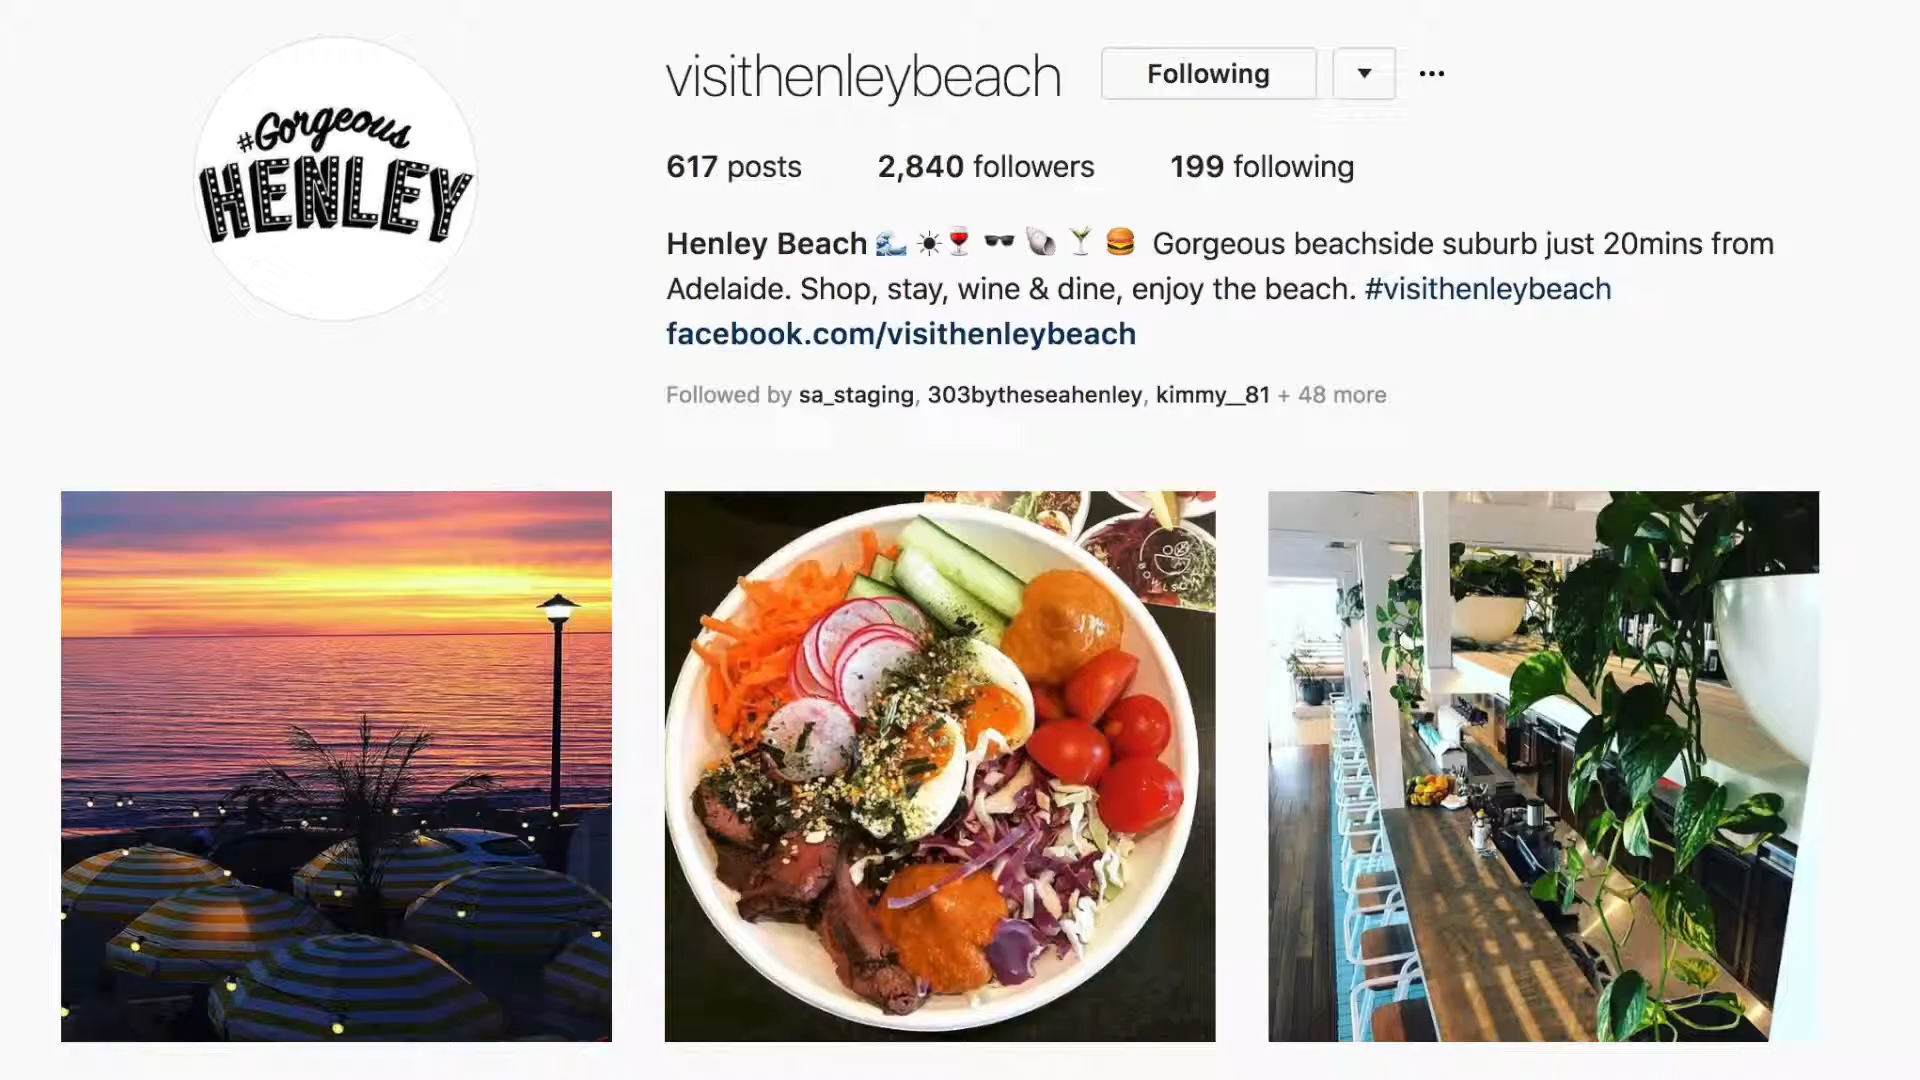 #Gorgeous
HENLEY
visithenleybeach
Following
617 posts
2,840 followers
199 following
Henley Beach 🌊 ☀🍷 🕶 🐚 🍸 🍔 Gorgeous beachside suburb just 20mins from
Adelaide. Shop, stay, wine & dine, enjoy the beach. #visithenleybeach
facebook.com/visithenleybeach
Followed by sa_staging, 303bytheseahenley, kimmy__81 + 48 more